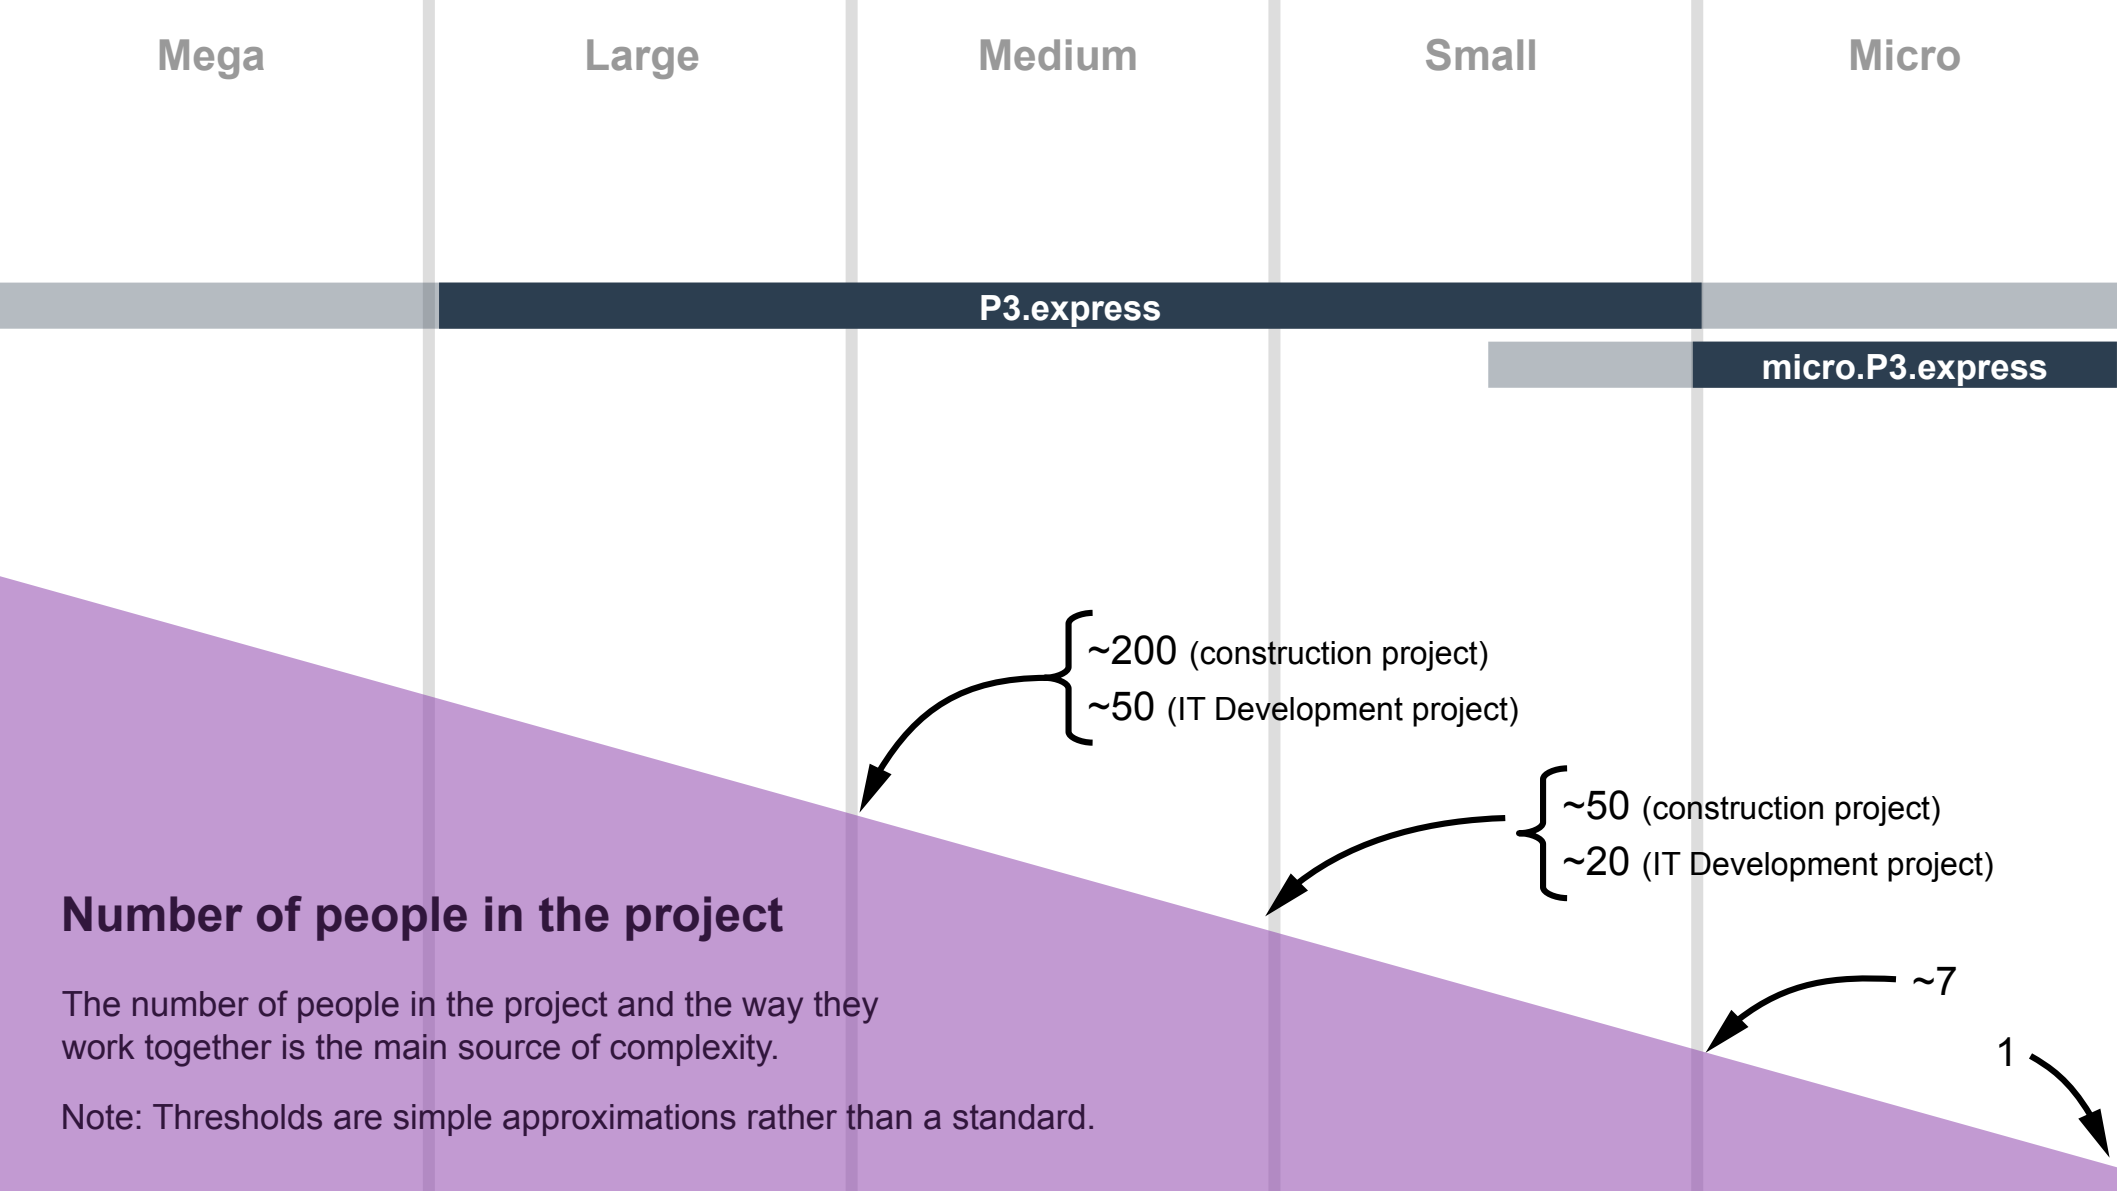 Mega
Large
Medium
Small
Micro
P3.express
micro.P3.express
~200 (construction project)
~50 (IT Development project)
~50 (construction project)
~20 (IT Development project)
~7
1
Number of people in the project
The number of people in the project and the way they
work together is the main source of complexity.
Note: Thresholds are simple approximations rather than a standard.